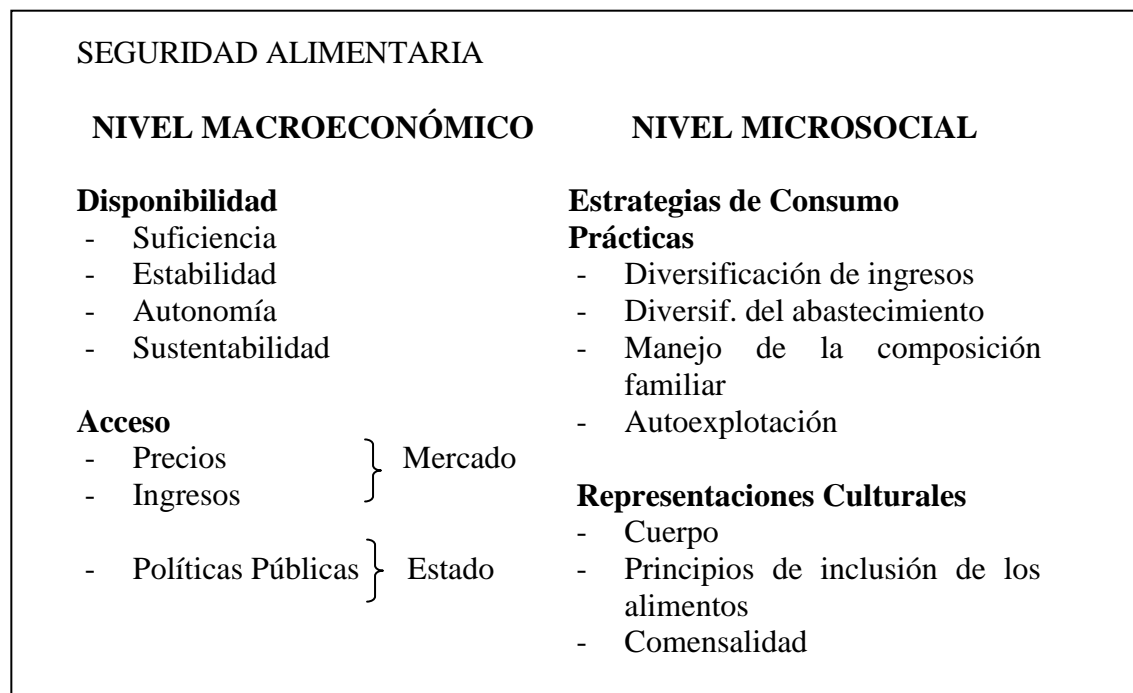 SEGURIDAD ALIMENTARIA
NIVEL MACROECONÓMICO
Disponibilidad
- Suficiencia
- Estabilidad
- Autonomía
- Sustentabilidad
Acceso
- Precios
- Ingresos
Mercado
- Políticas Públicas
Estado
NIVEL MICROSOCIAL
Estrategias de Consumo
Prácticas
- Diversificación de ingresos
- Diversif. del abastecimiento
- Manejo de la composición
familiar
- Autoexplotación
Representaciones Culturales
- Cuerpo
- Principios de inclusión de los
alimentos
- Comensalidad